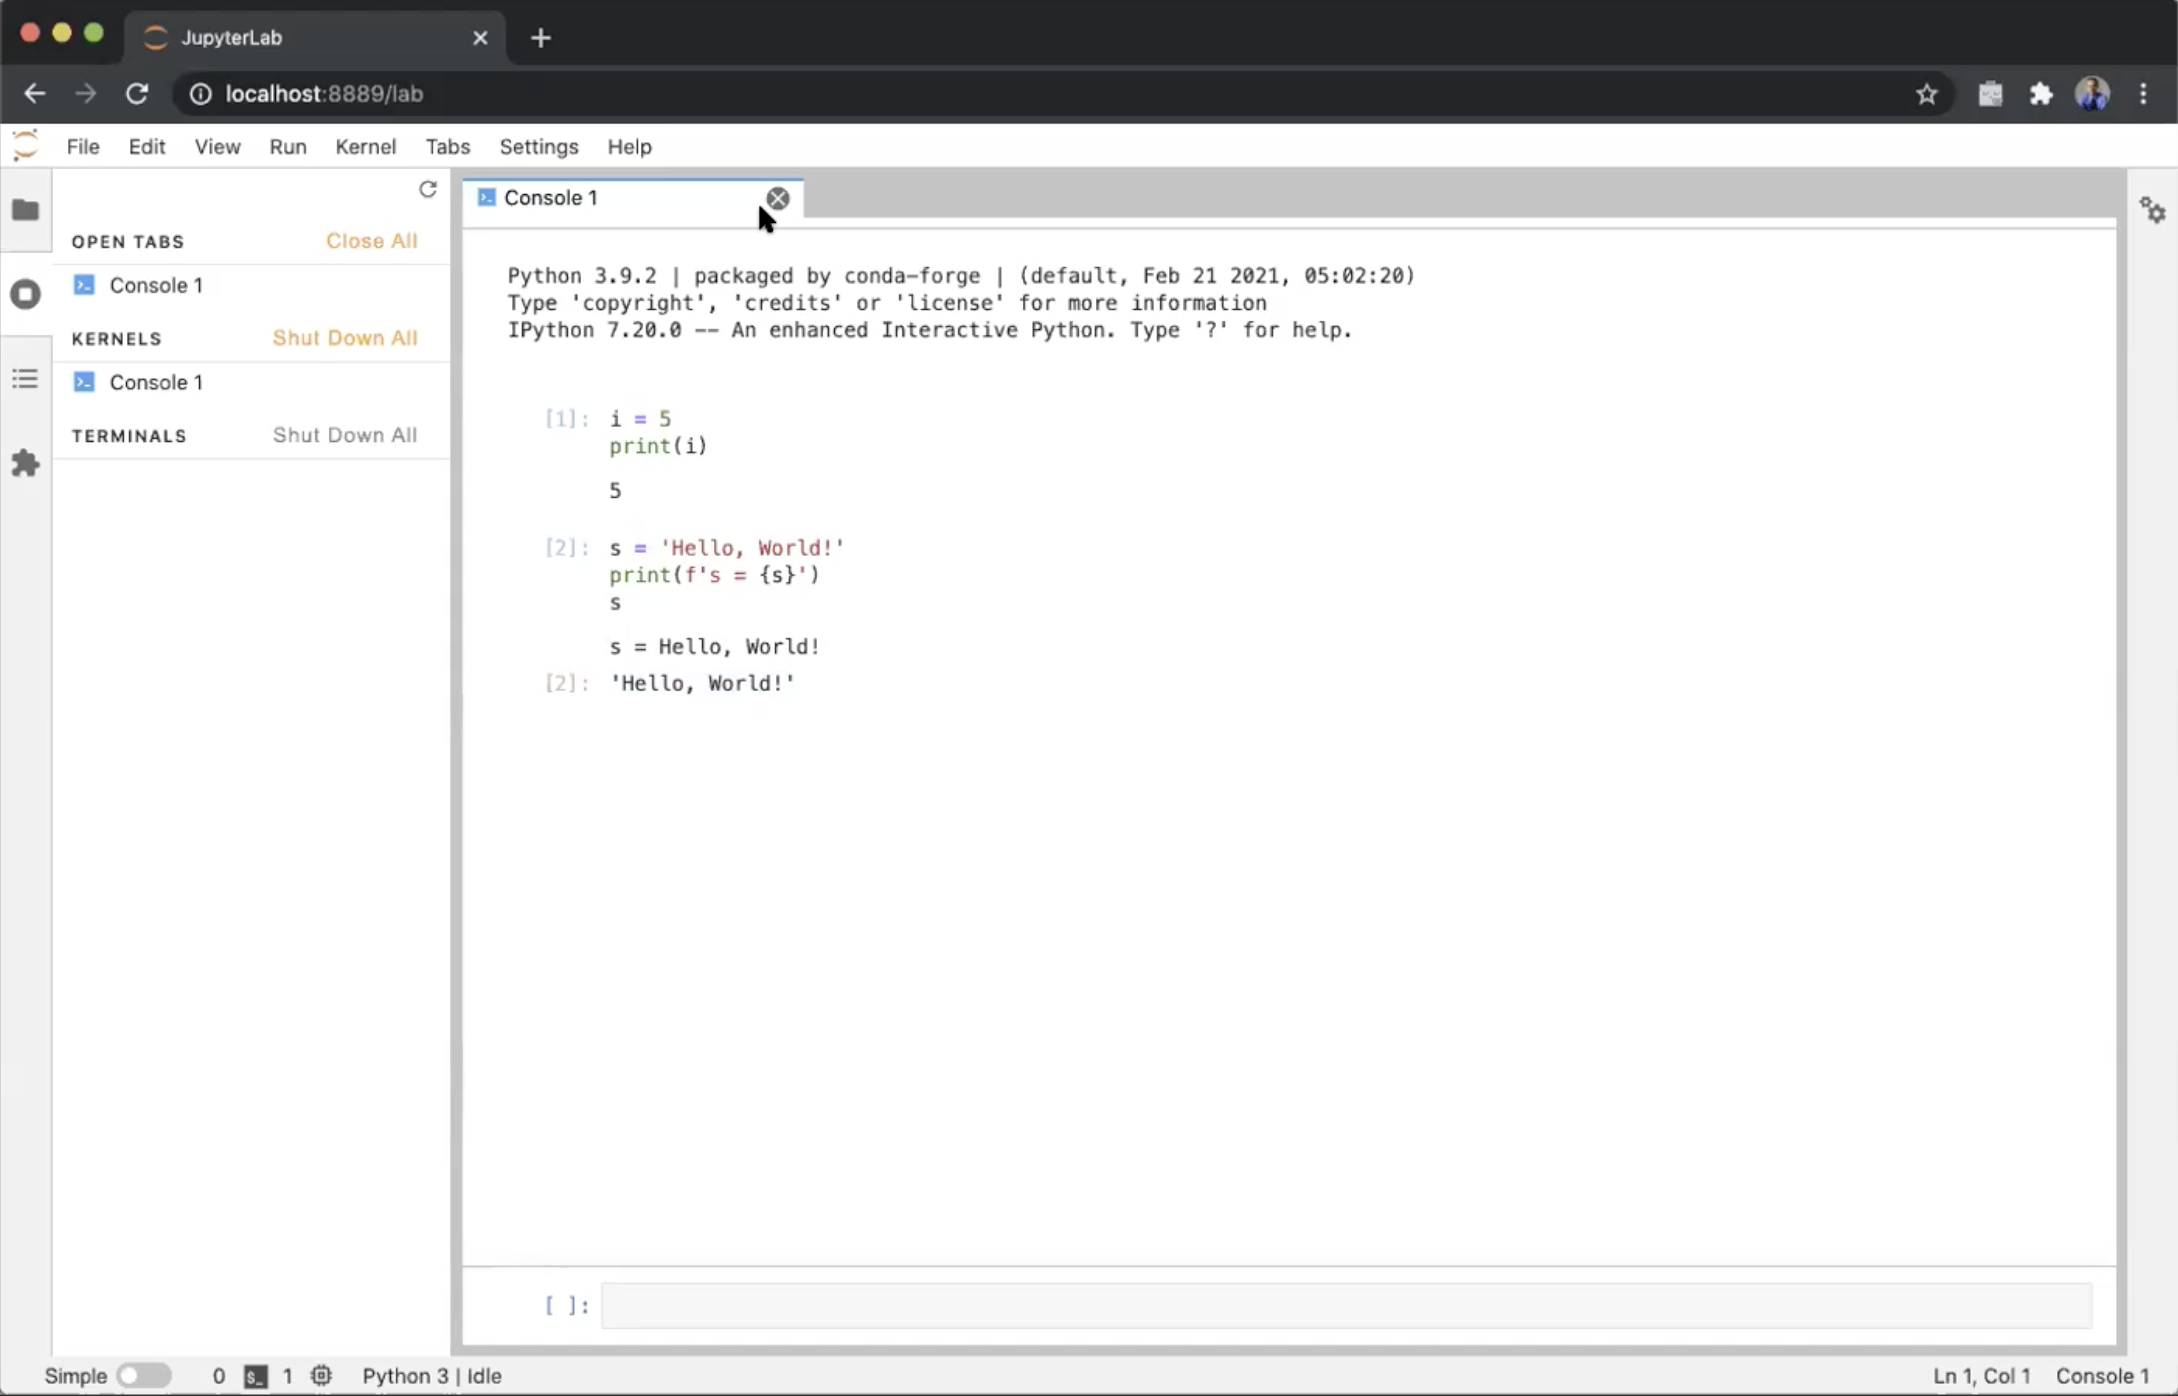 JupyterLab
localhost:8889/lab
File Edit View Run Kernel Tabs Settings Help
OPEN TABS Close All
Console 1
KERNELS Shut Down All
Console 1
TERMINALS Shut Down All
Console 1
Python 3.9.2 | packaged by conda-forge | (default, Feb 21 2021, 05:02:20)
Type 'copyright', 'credits' or 'license' for more information
IPython 7.20.0 -- An enhanced Interactive Python. Type '?' for help.
[1]: i = 5
print(i)
5
[2]: s = 'Hello, World!'
print(f's = {s}')
s
s = Hello, World!
[2]: 'Hello, World!'
[ ]:
Simple 0 $_ 1 Python 3 | Idle Ln 1, Col 1 Console 1